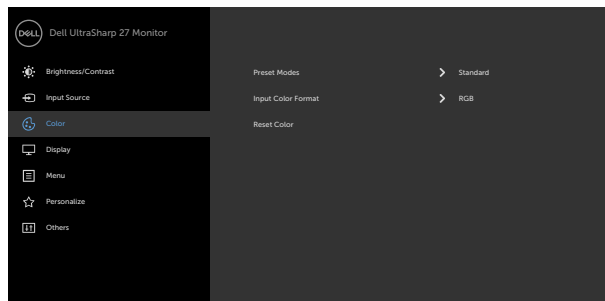 DELL Dell UltraSharp 27 Monitor
Brightness/Contrast
Input Source
Color
Display
Menu
Personalize
Others
Preset Modes Standard
Input Color Format RGB
Reset Color